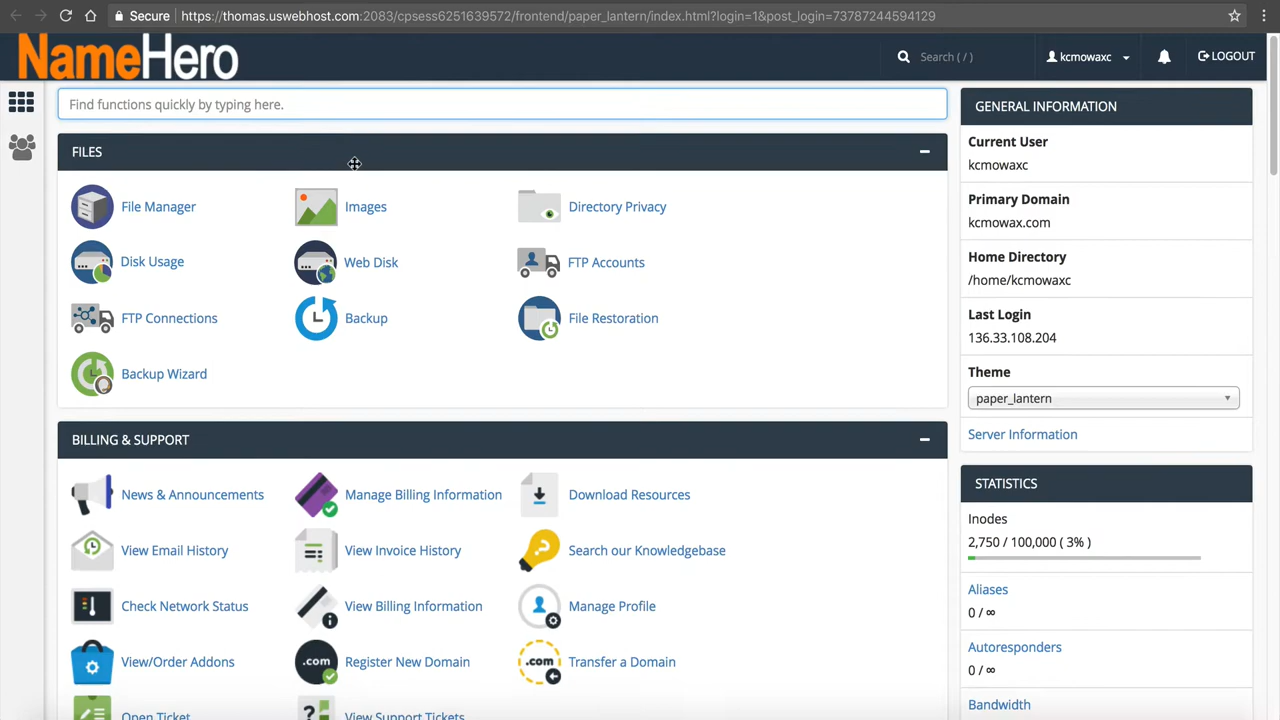 Secure
https://thomas.uswebhost.com:2083/cpsess6251639572/frontend/paper_lantern/index.html?login=1&post_login=73787244594129
NameHero
Search ( / )
kcmowaxc
LOGOUT
Find functions quickly by typing here.
FILES
File Manager
Images
Directory Privacy
Disk Usage
Web Disk
FTP Accounts
FTP Connections
Backup
File Restoration
Backup Wizard
BILLING & SUPPORT
News & Announcements
Manage Billing Information
Download Resources
View Email History
View Invoice History
Search our Knowledgebase
Check Network Status
View Billing Information
Manage Profile
View/Order Addons
.com
Register New Domain
.com
Transfer a Domain
Open Ticket
View Support Tickets
GENERAL INFORMATION
Current User
kcmowaxc
Primary Domain
kcmowax.com
Home Directory
/home/kcmowaxc
Last Login
136.33.108.204
Theme
paper_lantern
Server Information
STATISTICS
Inodes
2,750 / 100,000 ( 3% )
Aliases
0 / ∞
Autoresponders
0 / ∞
Bandwidth